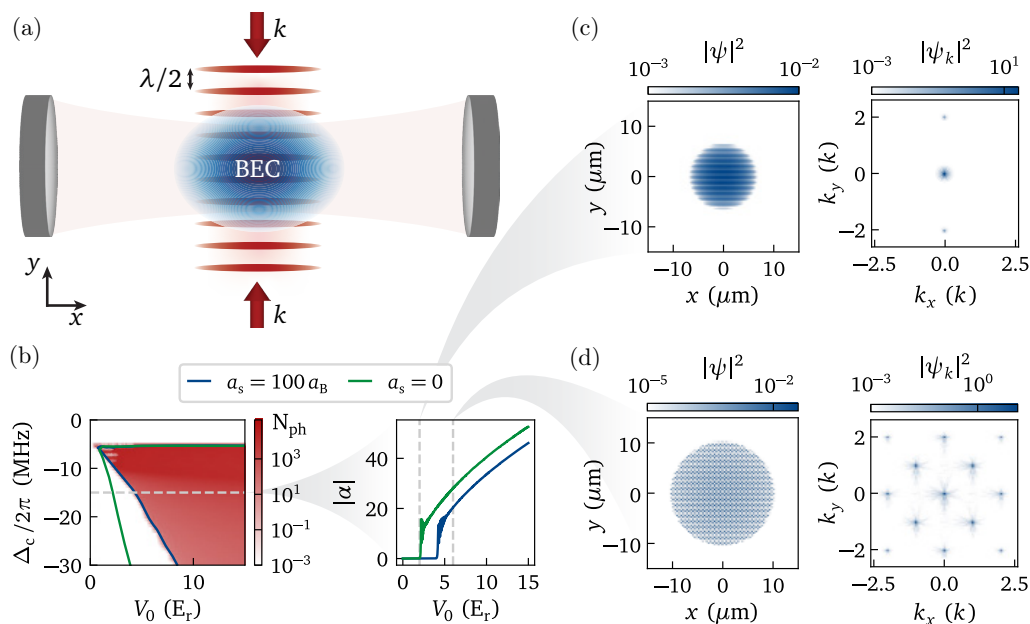 (a)
k
λ/2
BEC
y
x
k
(b)
a_s = 100 a_B
a_s = 0
0
−10
−20
−30
Δ_c/2π (MHz)
0
10
V_0 (E_r)
N_ph
10^3
10^1
10^−1
10^−3
|α|
40
20
0
0
5
10
15
V_0 (E_r)
(c)
|ψ|^2
10^−3
10^−2
10
0
−10
y (μm)
−10
0
10
x (μm)
|ψ_k|^2
10^−3
10^1
2
0
−2
k_y (k)
−2.5
0.0
2.5
k_x (k)
(d)
|ψ|^2
10^−5
10^−2
10
0
−10
y (μm)
−10
0
10
x (μm)
|ψ_k|^2
10^−3
10^0
2
0
−2
k_y (k)
−2
0
2
k_x (k)